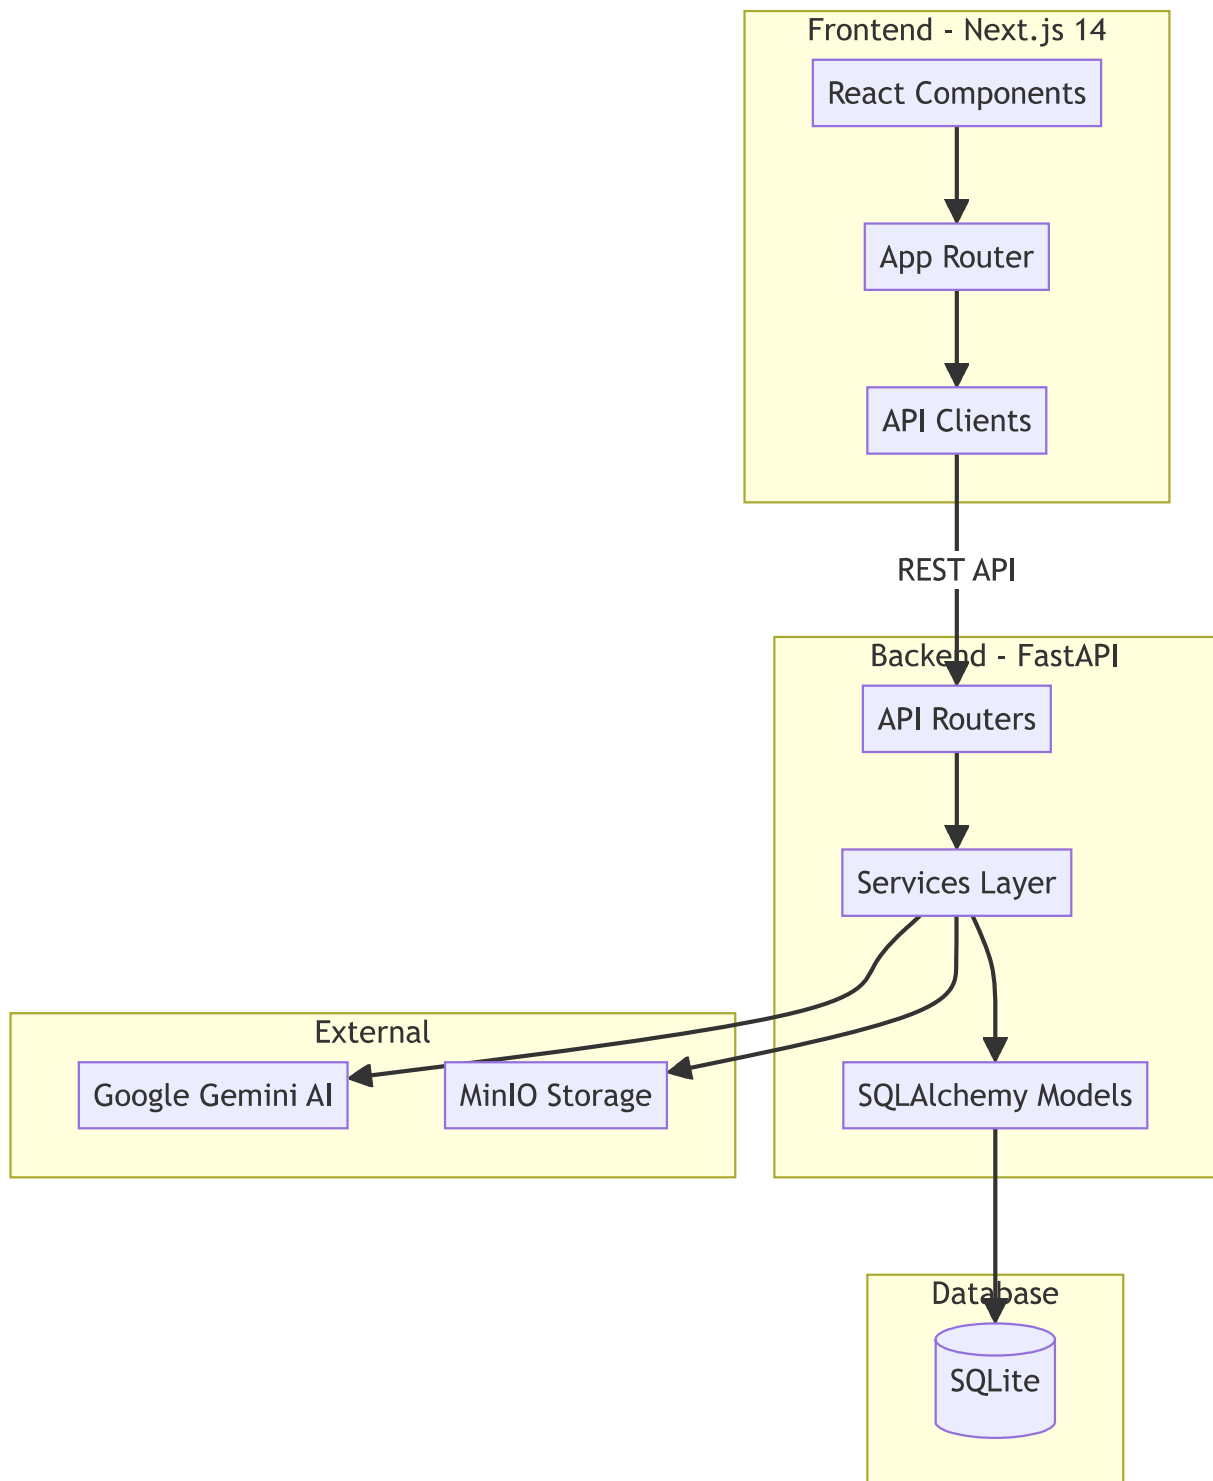 Frontend - Next.js 14
React Components
App Router
API Clients
REST API
Backend - FastAPI
API Routers
Services Layer
External
Google Gemini AI
MinIO Storage
SQLAlchemy Models
Database
SQLite